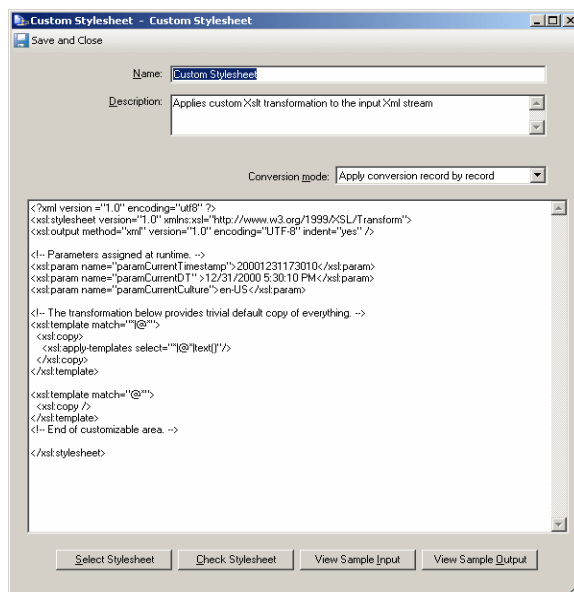 Custom Stylesheet - Custom Stylesheet
Save and Close
Name: Custom Stylesheet
Description: Applies custom Xslt transformation to the input Xml stream
Conversion mode: Apply conversion record by record
<?xml version ="1.0" encoding="utf8" ?>
<xsl:stylesheet version="1.0" xmlns:xsl="http://www.w3.org/1999/XSL/Transform">
<xsl:output method="xml" version="1.0" encoding="UTF-8" indent="yes" />
<!-- Parameters assigned at runtime. -->
<xsl:param name="paramCurrentTimestamp">20001231173010</xsl:param>
<xsl:param name="paramCurrentDT" >12/31/2000 5:30:10 PM</xsl:param>
<xsl:param name="paramCurrentCulture">en-US</xsl:param>
<!-- The transformation below provides trivial default copy of everything. -->
<xsl:template match="*|@*">
<xsl:copy>
<xsl:apply-templates select="*|@*|text()"/>
</xsl:copy>
</xsl:template>
<xsl:template match="@*">
<xsl:copy />
</xsl:template>
<!-- End of customizable area. -->
</xsl:stylesheet>
Select Stylesheet Check Stylesheet View Sample Input View Sample Output